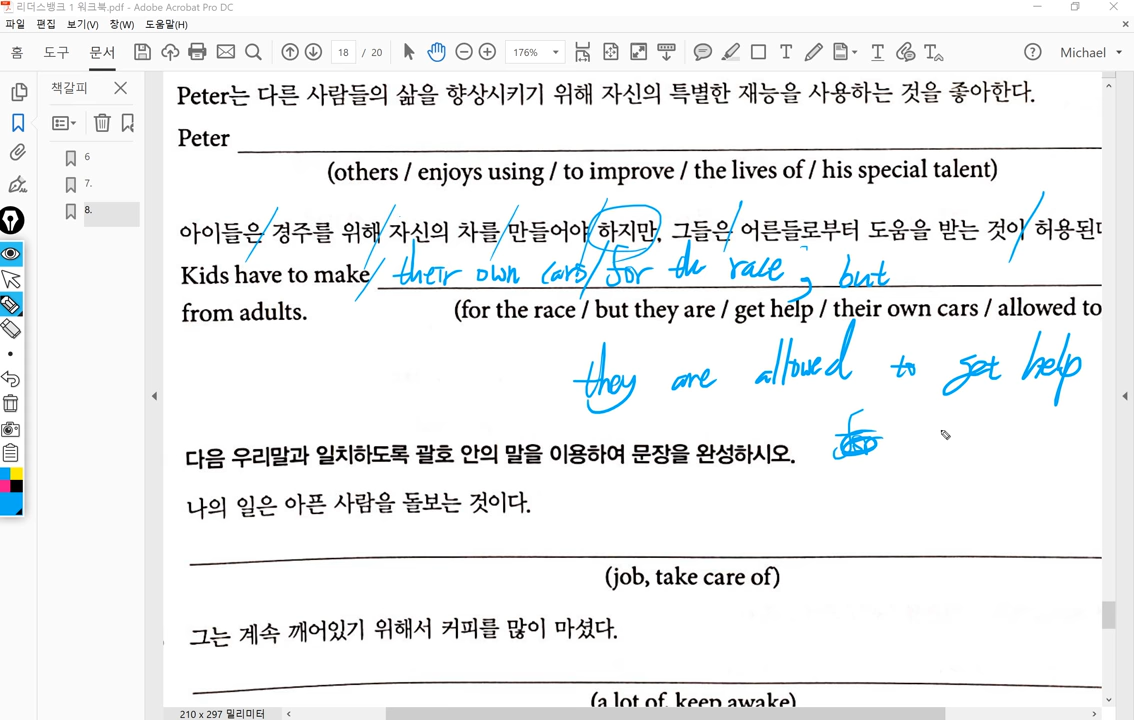 리더스뱅크 1 워크북.pdf - Adobe Acrobat Pro DC
파일 편집 보기(V) 창(W) 도움말(H)
홈 도구 문서 18 / 20 176% Michael
책갈피
6
7.
8.
Peter는 다른 사람들의 삶을 향상시키기 위해 자신의 특별한 재능을 사용하는 것을 좋아한다.
Peter
(others / enjoys using / to improve / the lives of / his special talent)
아이들은 경주를 위해 자신의 차를 만들어야 하지만, 그들은 어른들로부터 도움을 받는 것이 허용된다
Kids have to make their own cars for the race, but
from adults. (for the race / but they are / get help / their own cars / allowed to
they are allowed to get help
다음 우리말과 일치하도록 괄호 안의 말을 이용하여 문장을 완성하시오.
나의 일은 아픈 사람을 돌보는 것이다.
(job, take care of)
그는 계속 깨어있기 위해서 커피를 많이 마셨다.
(a lot of, keep awake)
210 x 297 밀리미터